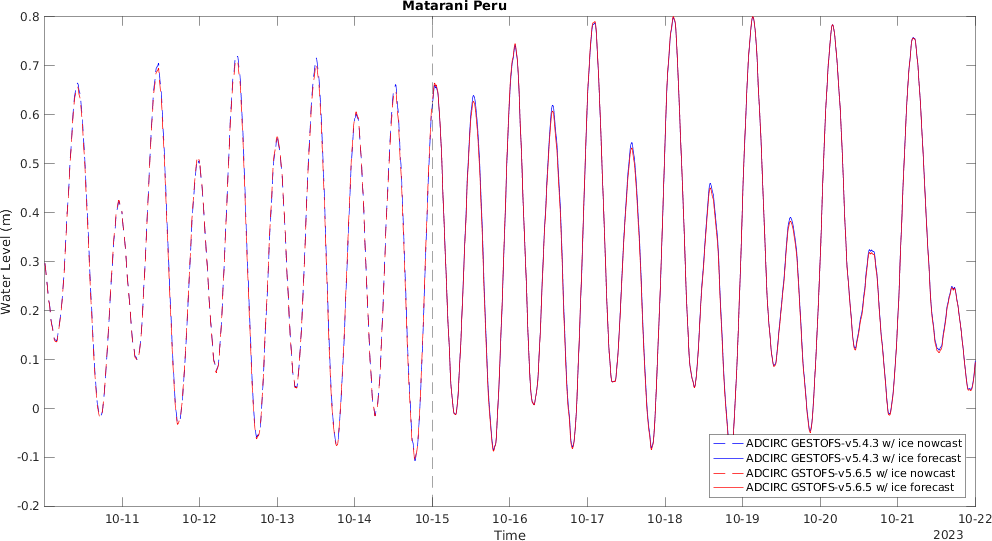 Matarani Peru
0.8
0.7
0.6
0.5
0.4
0.3
0.2
0.1
0
-0.1
-0.2
Water Level (m)
10-11 10-12 10-13 10-14 10-15 10-16 10-17 10-18 10-19 10-20 10-21 10-22
Time
2023
ADCIRC GESTOFS-v5.4.3 w/ ice nowcast
ADCIRC GESTOFS-v5.4.3 w/ ice forecast
ADCIRC GSTOFS-v5.6.5 w/ ice nowcast
ADCIRC GSTOFS-v5.6.5 w/ ice forecast